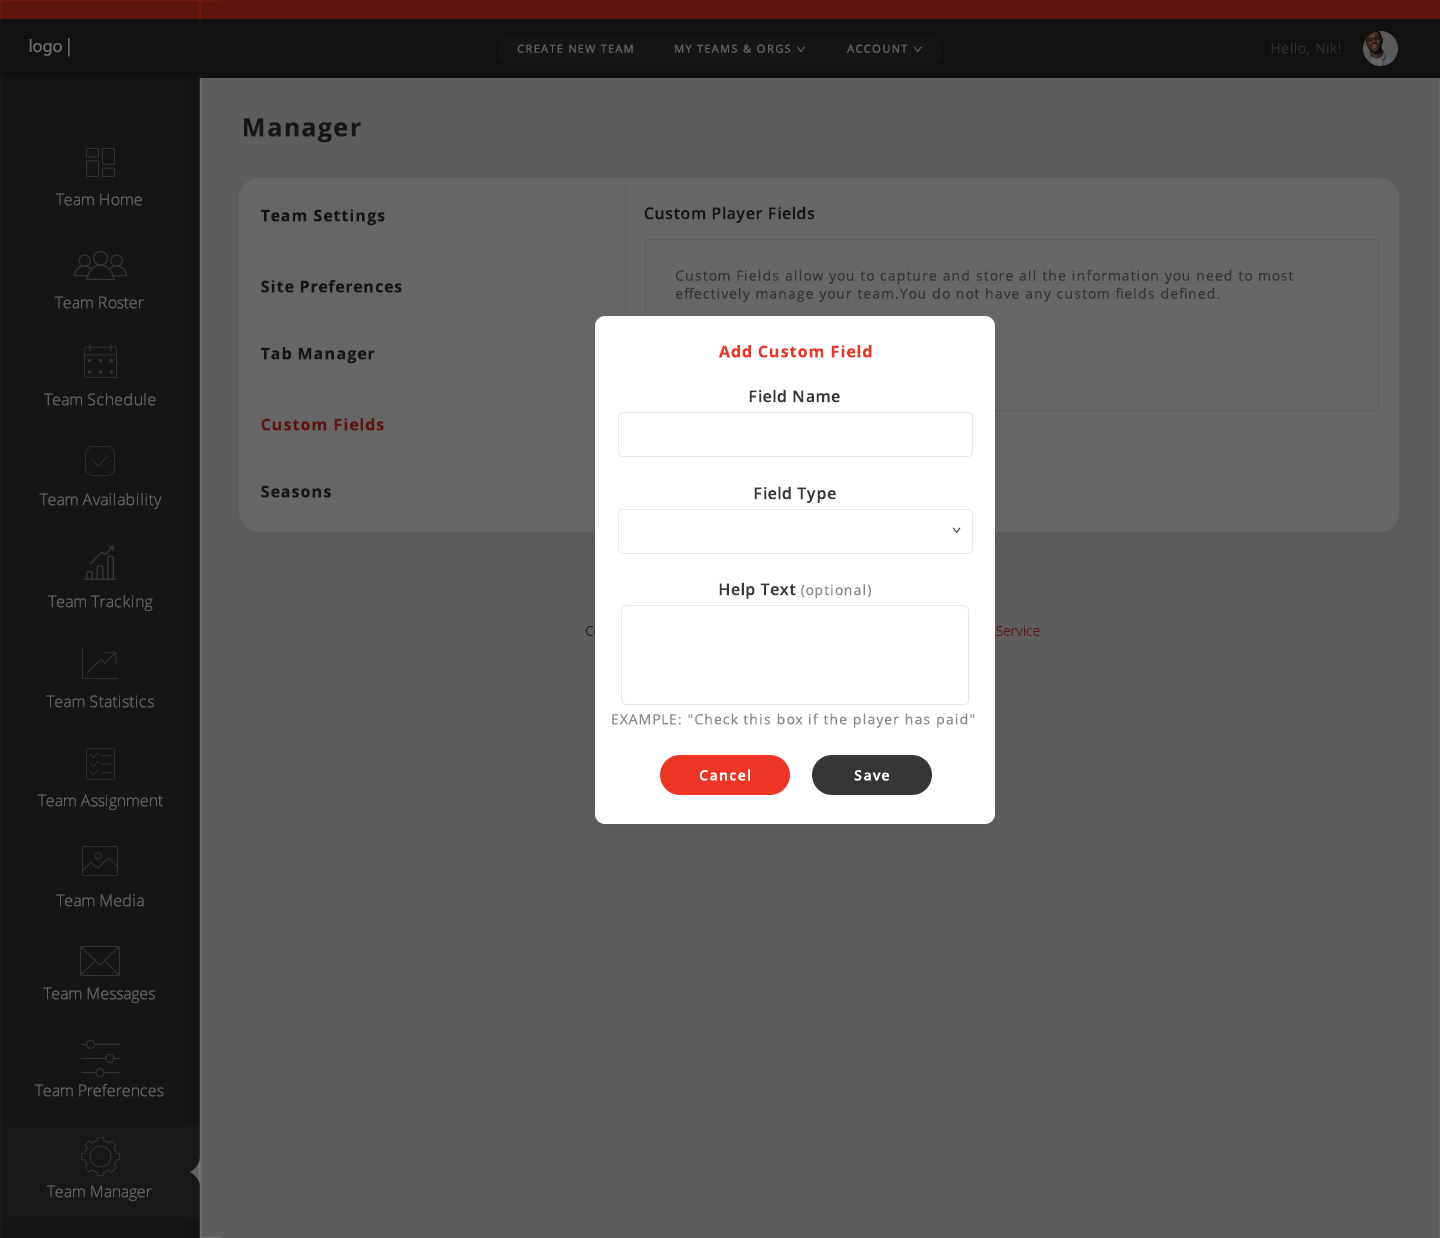 logo |
CREATE NEW TEAM
MY TEAMS & ORGS
ACCOUNT
Hello, Nik!
Team Home
Team Roster
Team Schedule
Team Availability
Team Tracking
Team Statistics
Team Assignment
Team Media
Team Messages
Team Preferences
Team Manager
Manager
Team Settings
Site Preferences
Tab Manager
Custom Fields
Seasons
Custom Player Fields
Custom Fields allow you to capture and store all the information you need to most
effectively manage your team.You do not have any custom fields defined.
Add Custom Field
Field Name
Field Type
Help Text (optional)
EXAMPLE: "Check this box if the player has paid"
Cancel
Save
Service